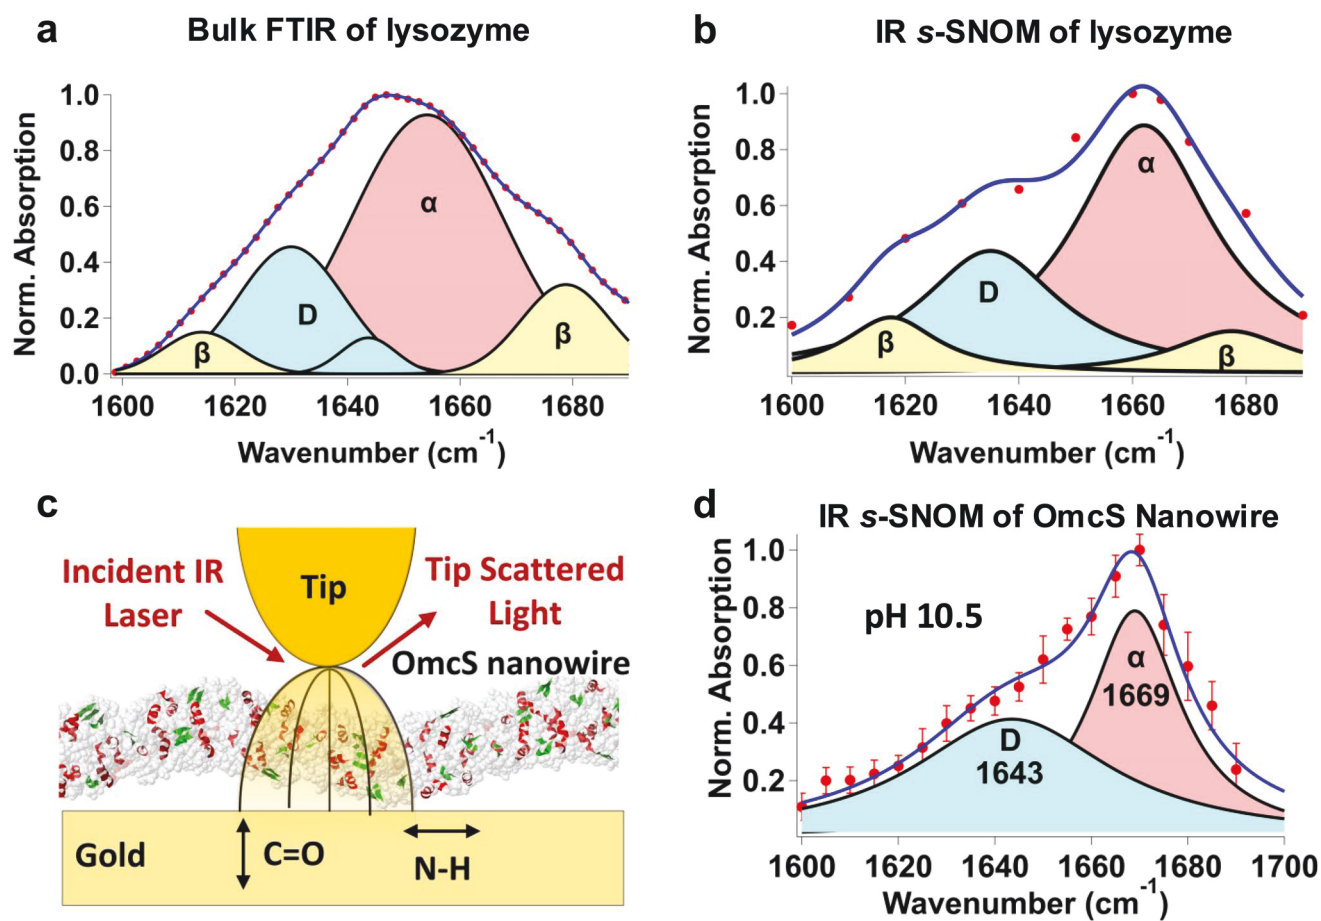 a
Bulk FTIR of lysozyme
Norm. Absorption
1.0
0.8
0.6
0.4
0.2
0.0
α
D
β
β
1600 1620 1640 1660 1680
Wavenumber (cm⁻¹)
b
IR s-SNOM of lysozyme
Norm. Absorption
1.0
0.8
0.6
0.4
0.2
α
D
β
β
1600 1620 1640 1660 1680
Wavenumber (cm⁻¹)
c
Incident IR
Laser
Tip
Tip Scattered
Light
OmcS nanowire
Gold
C=O
N-H
d
IR s-SNOM of OmcS Nanowire
Norm. Absorption
1.0
0.8
0.6
0.4
0.2
pH 10.5
α
1669
D
1643
1600 1620 1640 1660 1680 1700
Wavenumber (cm⁻¹)